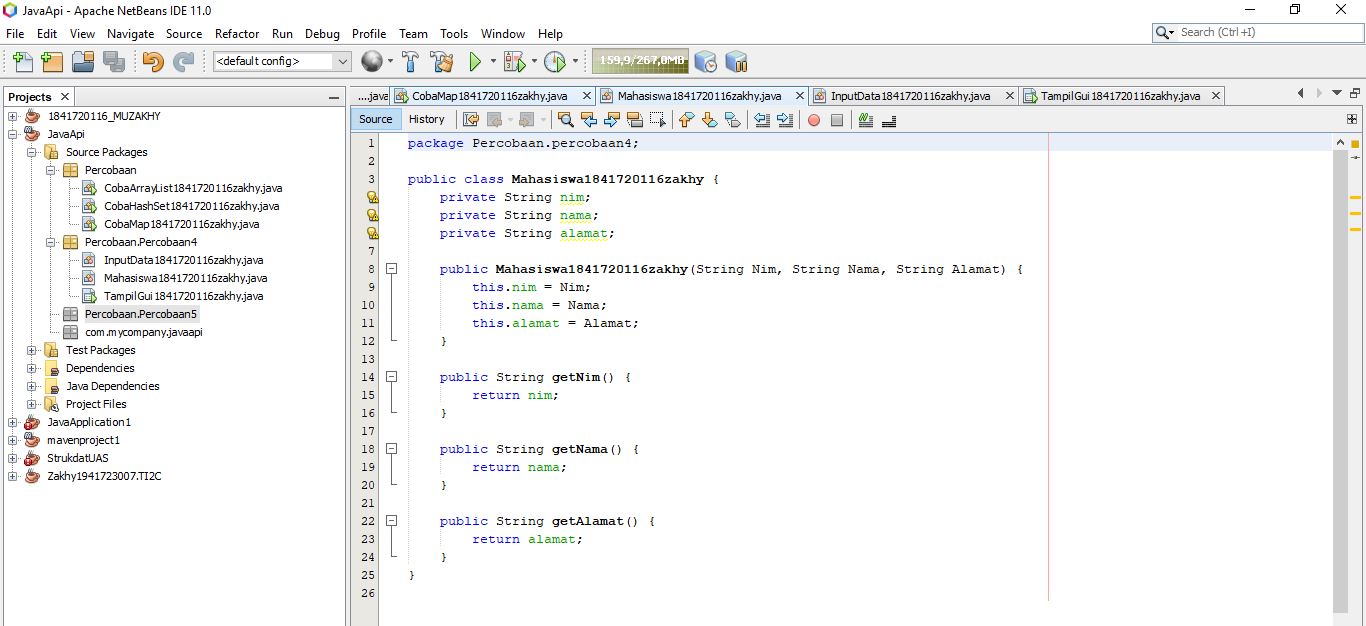 JavaApi - Apache NetBeans IDE 11.0
File Edit View Navigate Source Refactor Run Debug Profile Team Tools Window Help
Search (Ctrl+I)
<default config>
159,9/267,0MB
Projects
1841720116_MUZAKHY
JavaApi
Source Packages
Percobaan
CobaArrayList1841720116zakhy.java
CobaHashSet1841720116zakhy.java
CobaMap1841720116zakhy.java
Percobaan.Percobaan4
InputData1841720116zakhy.java
Mahasiswa1841720116zakhy.java
TampilGui1841720116zakhy.java
Percobaan.Percobaan5
com.mycompany.javaapi
Test Packages
Dependencies
Java Dependencies
Project Files
JavaApplication1
mavenproject1
StrukdatUAS
Zakhy1941723007.TI2C
....java CobaMap1841720116zakhy.java Mahasiswa1841720116zakhy.java InputData1841720116zakhy.java TampilGui1841720116zakhy.java
Source History
1 package Percobaan.percobaan4;
2
3 public class Mahasiswa1841720116zakhy {
private String nim;
private String nama;
private String alamat;
7
8 public Mahasiswa1841720116zakhy(String Nim, String Nama, String Alamat) {
9 this.nim = Nim;
10 this.nama = Nama;
11 this.alamat = Alamat;
12 }
13
14 public String getNim() {
15 return nim;
16 }
17
18 public String getNama() {
19 return nama;
20 }
21
22 public String getAlamat() {
23 return alamat;
24 }
25 }
26